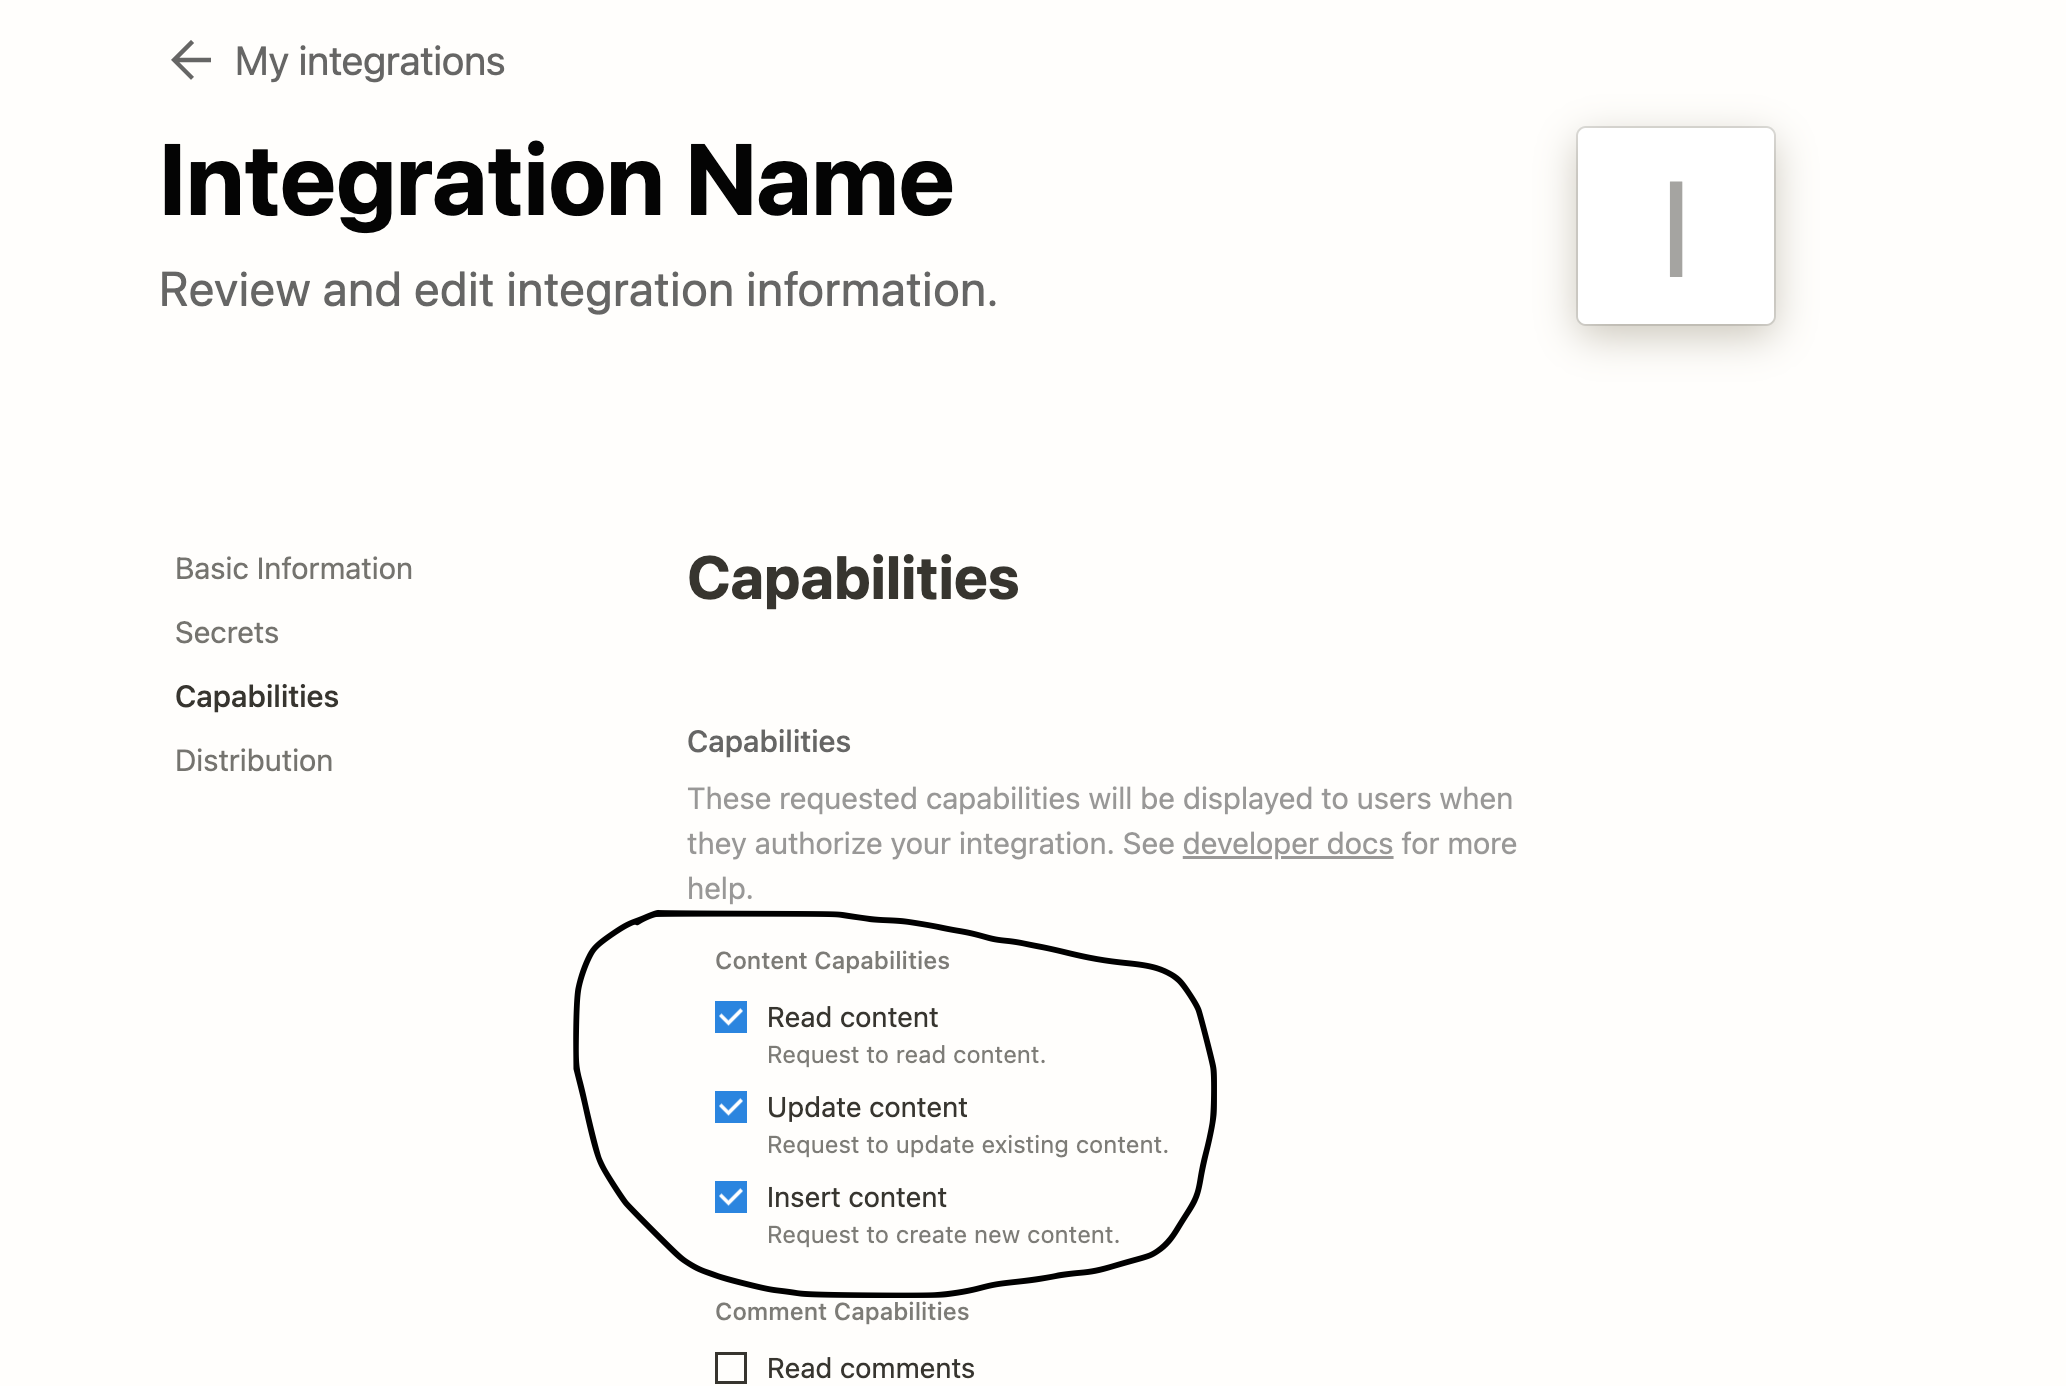 My integrations
Integration Name
Review and edit integration information.
I
Basic Information
Secrets
Capabilities
Distribution
Capabilities
Capabilities
These requested capabilities will be displayed to users when
they authorize your integration. See developer docs for more
help.
Content Capabilities
Read content
Request to read content.
Update content
Request to update existing content.
Insert content
Request to create new content.
Comment Capabilities
Read comments